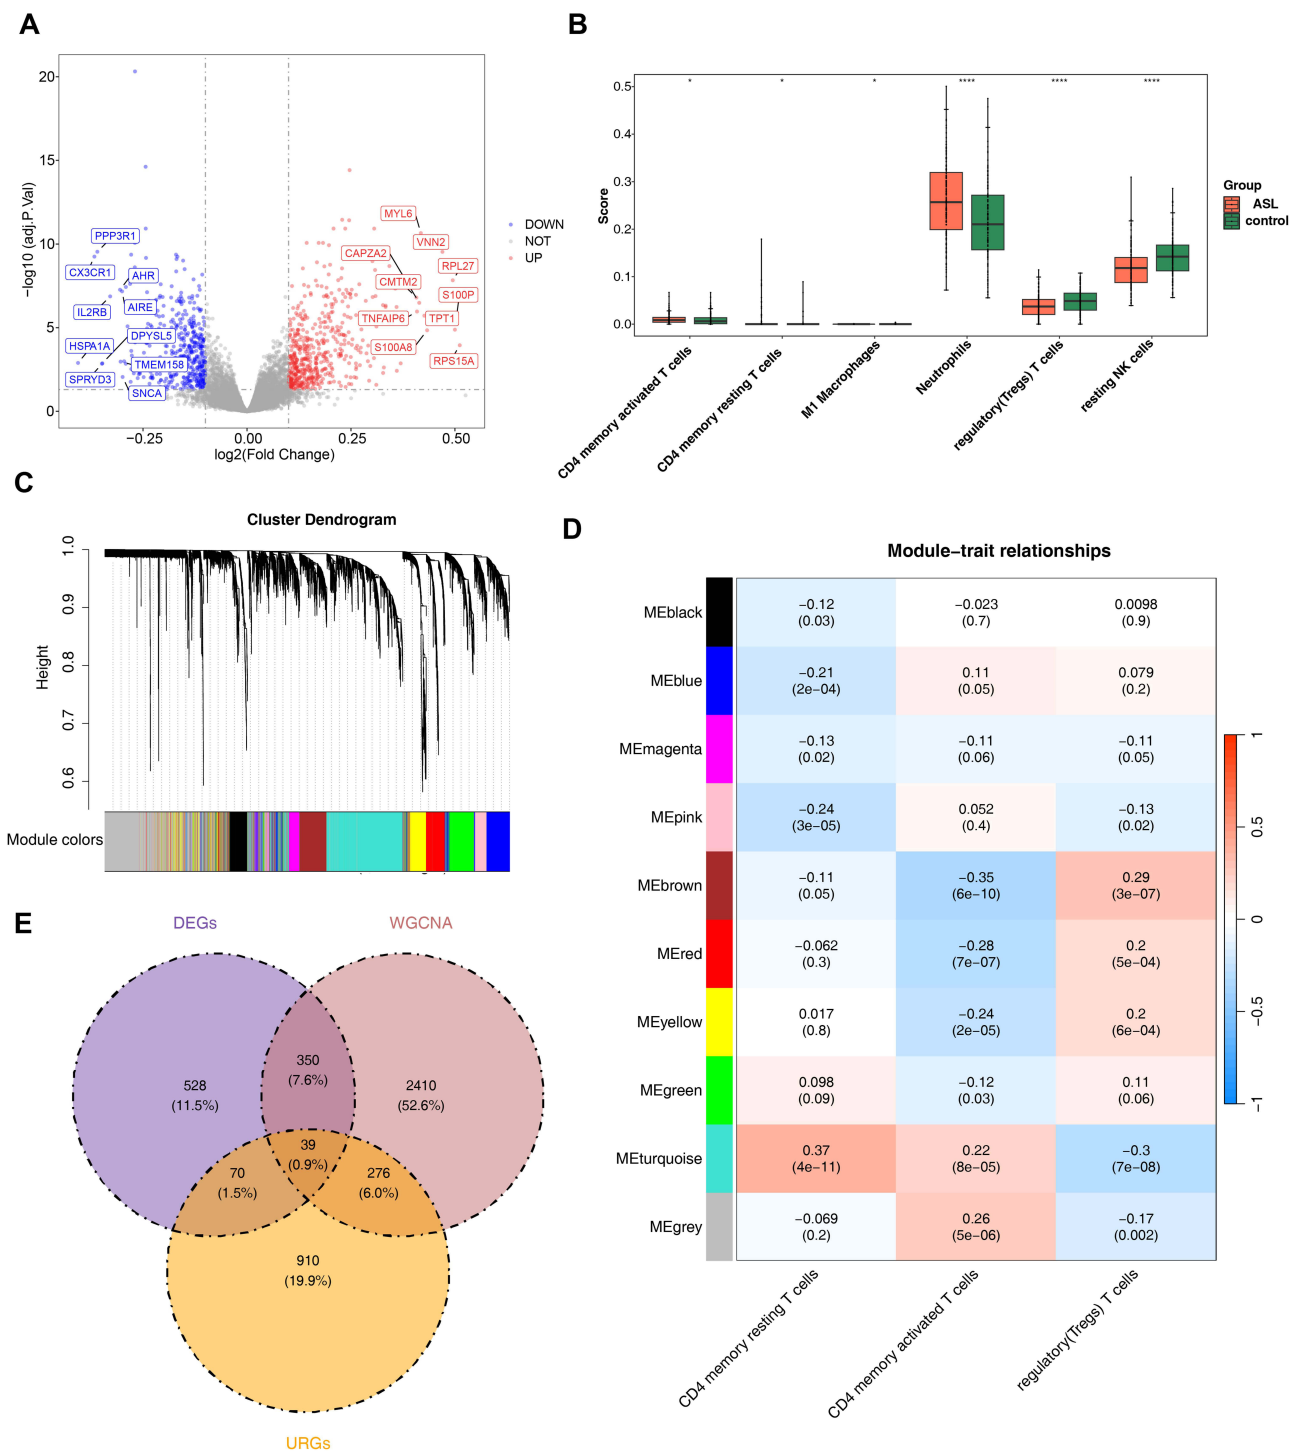 A
20
15
10
5
0
−log10 (adj.P.Val)
−0.25
0.00
0.25
0.50
log2(Fold Change)
PPP3R1
CX3CR1
AHR
IL2RB
AIRE
HSPA1A
DPYSL5
SPRYD3
TMEM158
SNCA
MYL6
VNN2
CAPZA2
RPL27
CMTM2
S100P
TNFAIP6
TPT1
S100A8
RPS15A
DOWN
NOT
UP
B
0.5
0.4
0.3
0.2
0.1
0.0
Score
*
*
*
****
****
****
CD4 memory activated T cells
CD4 memory resting T cells
M1 Macrophages
Neutrophils
regulatory(Tregs) T cells
resting NK cells
Group
ASL
control
C
Cluster Dendrogram
Height
1.0
0.9
0.8
0.7
0.6
Module colors
D
Module−trait relationships
MEblack
−0.12
(0.03)
−0.023
(0.7)
0.0098
(0.9)
MEblue
−0.21
(2e−04)
0.11
(0.05)
0.079
(0.2)
MEmagenta
−0.13
(0.02)
−0.11
(0.06)
−0.11
(0.05)
MEpink
−0.24
(3e−05)
0.052
(0.4)
−0.13
(0.02)
MEbrown
−0.11
(0.05)
−0.35
(6e−10)
0.29
(3e−07)
MEred
−0.062
(0.3)
−0.28
(7e−07)
0.2
(5e−04)
MEyellow
0.017
(0.8)
−0.24
(2e−05)
0.2
(6e−04)
MEgreen
0.098
(0.09)
−0.12
(0.03)
0.11
(0.06)
MEturquoise
0.37
(4e−11)
0.22
(8e−05)
−0.3
(7e−08)
MEgrey
−0.069
(0.2)
0.26
(5e−06)
−0.17
(0.002)
CD4 memory resting T cells
CD4 memory activated T cells
regulatory(Tregs) T cells
1
0.5
0
−0.5
−1
E
DEGs
WGCNA
528
(11.5%)
350
(7.6%)
2410
(52.6%)
39
(0.9%)
70
(1.5%)
276
(6.0%)
910
(19.9%)
URGs